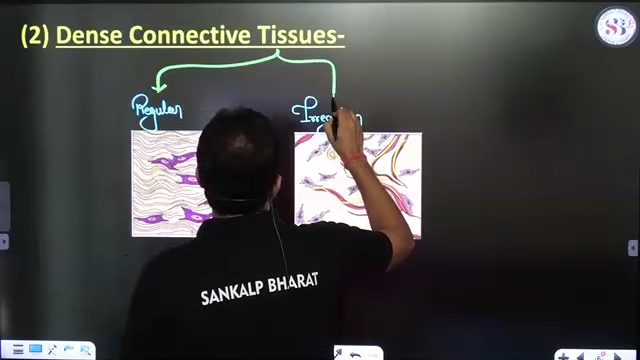 (2) Dense Connective Tissues-
Regular
SANKALP BHARAT